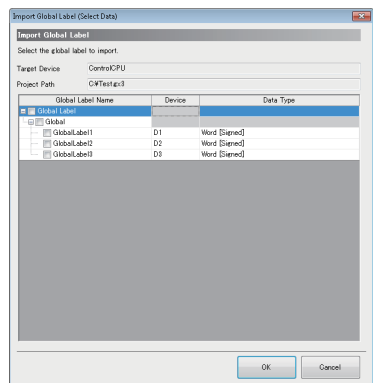 Import Global Label (Select Data)
Import Global Label
Select the global label to import.
Target Device ControlCPU
Project Path C:¥Testgx3
Global Label Name Device Data Type
Global Label
Global
GlobalLabel1 D1 Word [Signed]
GlobalLabel2 D2 Word [Signed]
GlobalLabel3 D3 Word [Signed]
OK Cancel